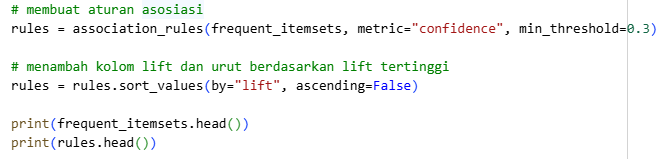 # membuat aturan asosiasi
rules = association_rules(frequent_itemsets, metric="confidence", min_threshold=0.3)
# menambah kolom lift dan urut berdasarkan lift tertinggi
rules = rules.sort_values(by="lift", ascending=False)
print(frequent_itemsets.head())
print(rules.head())